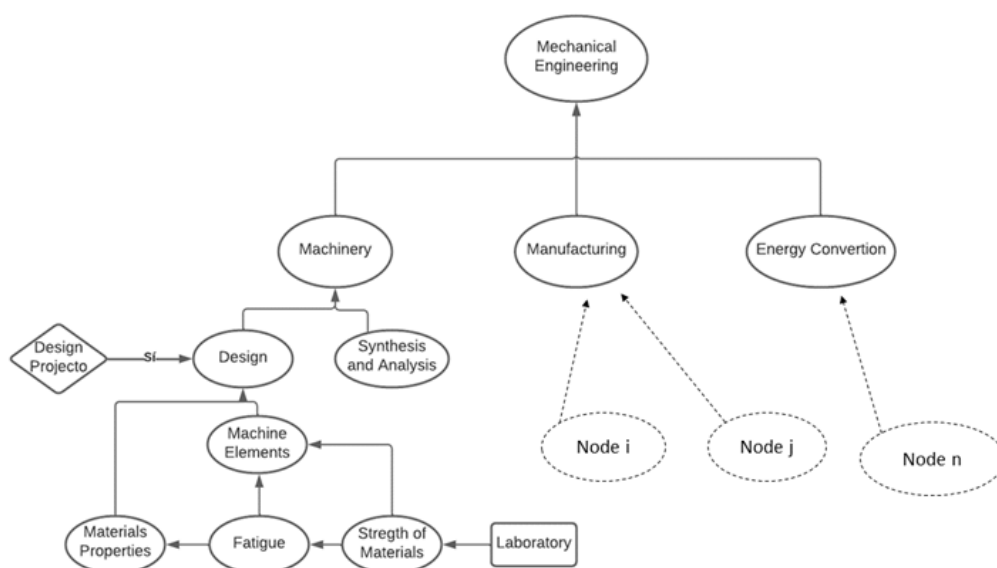 Mechanical
Engineering
Machinery
Manufacturing
Energy Convertion
Design
Projecto
Sí
Design
Synthesis
and Analysis
Machine
Elements
Node i
Node j
Node n
Materials
Properties
Fatigue
Stregth of
Materials
Laboratory